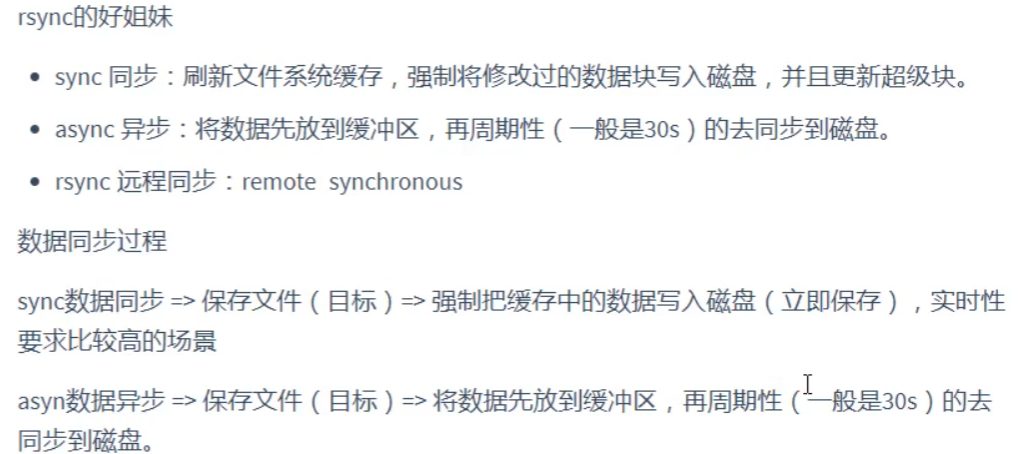 rsync的好姐妹
• sync 同步：刷新文件系统缓存，强制将修改过的数据块写入磁盘，并且更新超级块。
• async 异步：将数据先放到缓冲区，再周期性（一般是30s）的去同步到磁盘。
• rsync 远程同步：remote synchronous
数据同步过程
sync数据同步 => 保存文件（目标）=> 强制把缓存中的数据写入磁盘（立即保存），实时性
要求比较高的场景
asyn数据异步 => 保存文件（目标）=> 将数据先放到缓冲区，再周期性（一般是30s）的去
同步到磁盘。